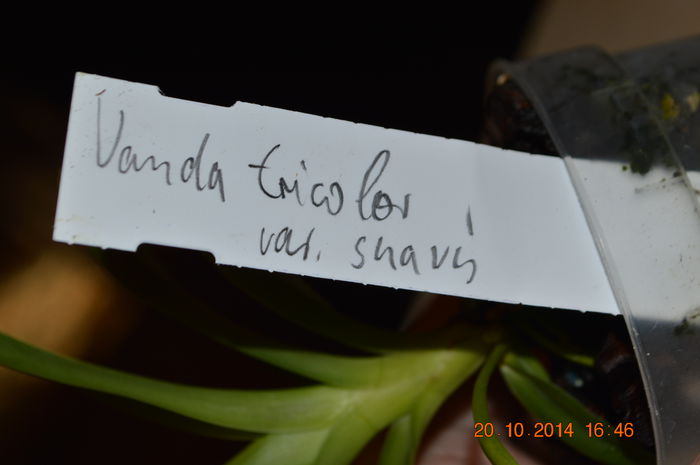 Vanda tricolor
var. suavis
20.10.2014 16:46